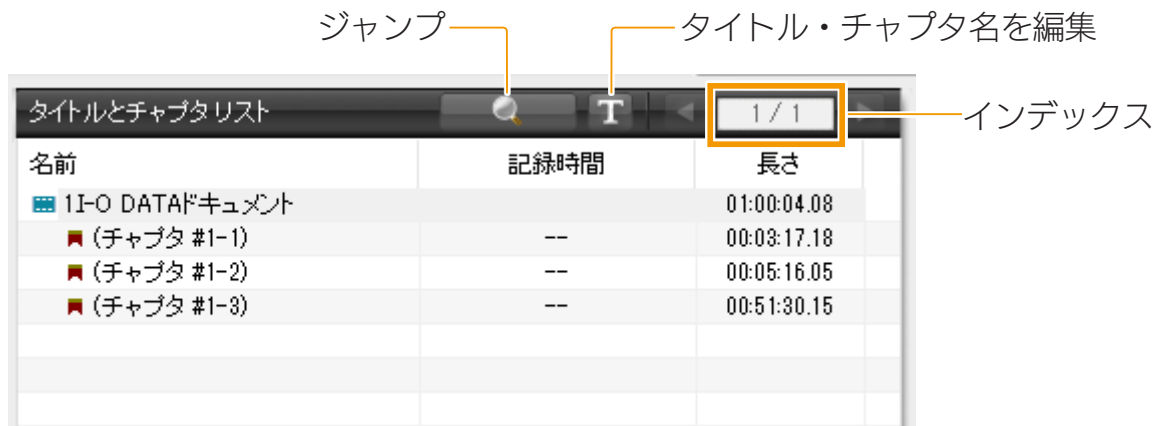 ジャンプ タイトル・チャプタ名を編集
タイトルとチャプタリスト T 1 / 1 インデックス
名前 記録時間 長さ
1I-O DATAドキュメント 01:00:04.08
(チャプタ #1-1) -- 00:03:17.18
(チャプタ #1-2) -- 00:05:16.05
(チャプタ #1-3) -- 00:51:30.15